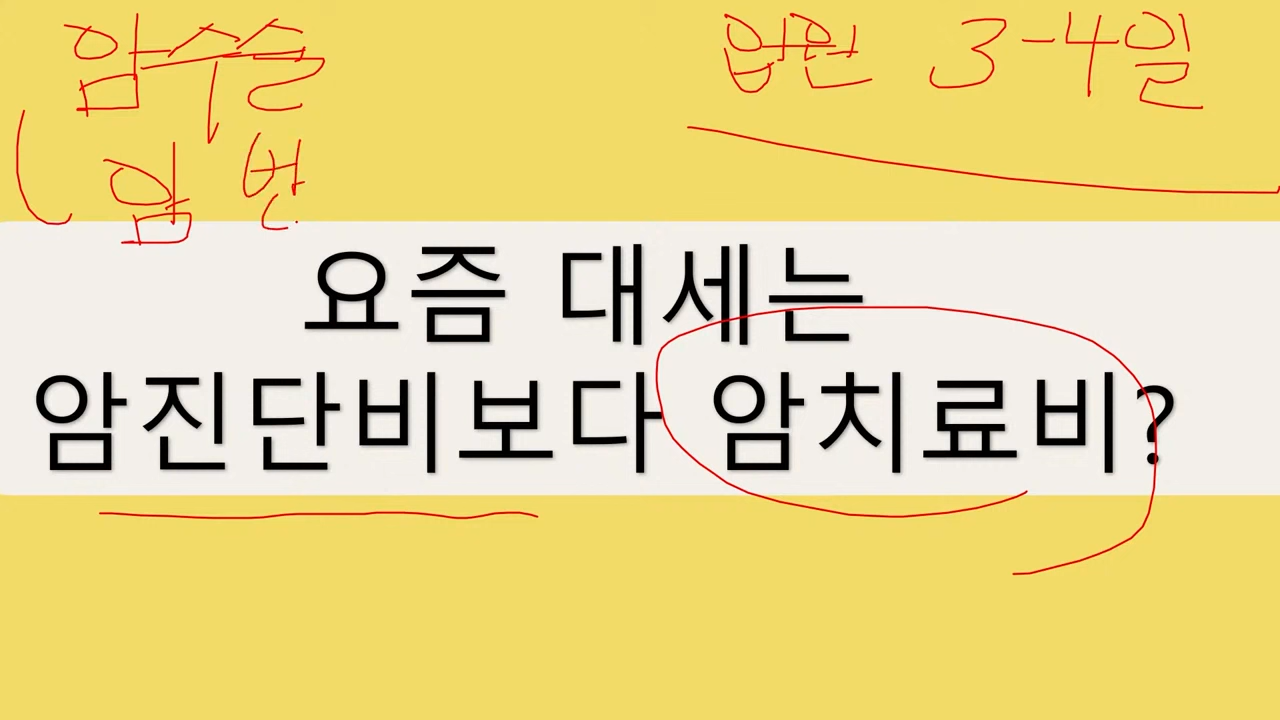 암수술
입원 3-4일
암
요즘 대세는
암진단비보다 암치료비?